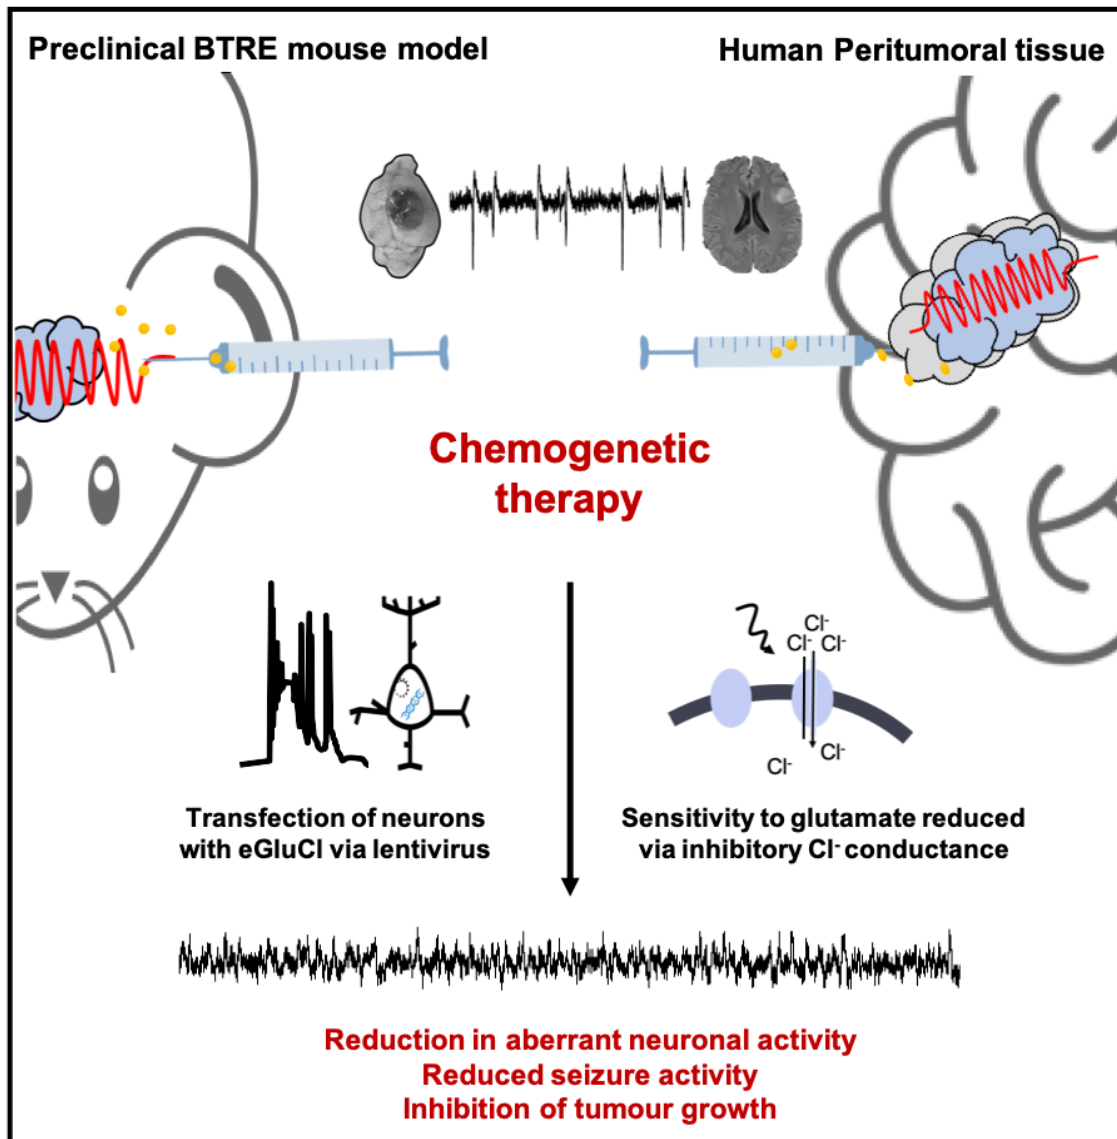 Preclinical BTRE mouse model
Human Peritumoral tissue
Chemogenetic
therapy
Cl-
Cl- Cl-
Cl-
Cl-
Transfection of neurons
with eGluCl via lentivirus
Sensitivity to glutamate reduced
via inhibitory Cl- conductance
Reduction in aberrant neuronal activity
Reduced seizure activity
Inhibition of tumour growth